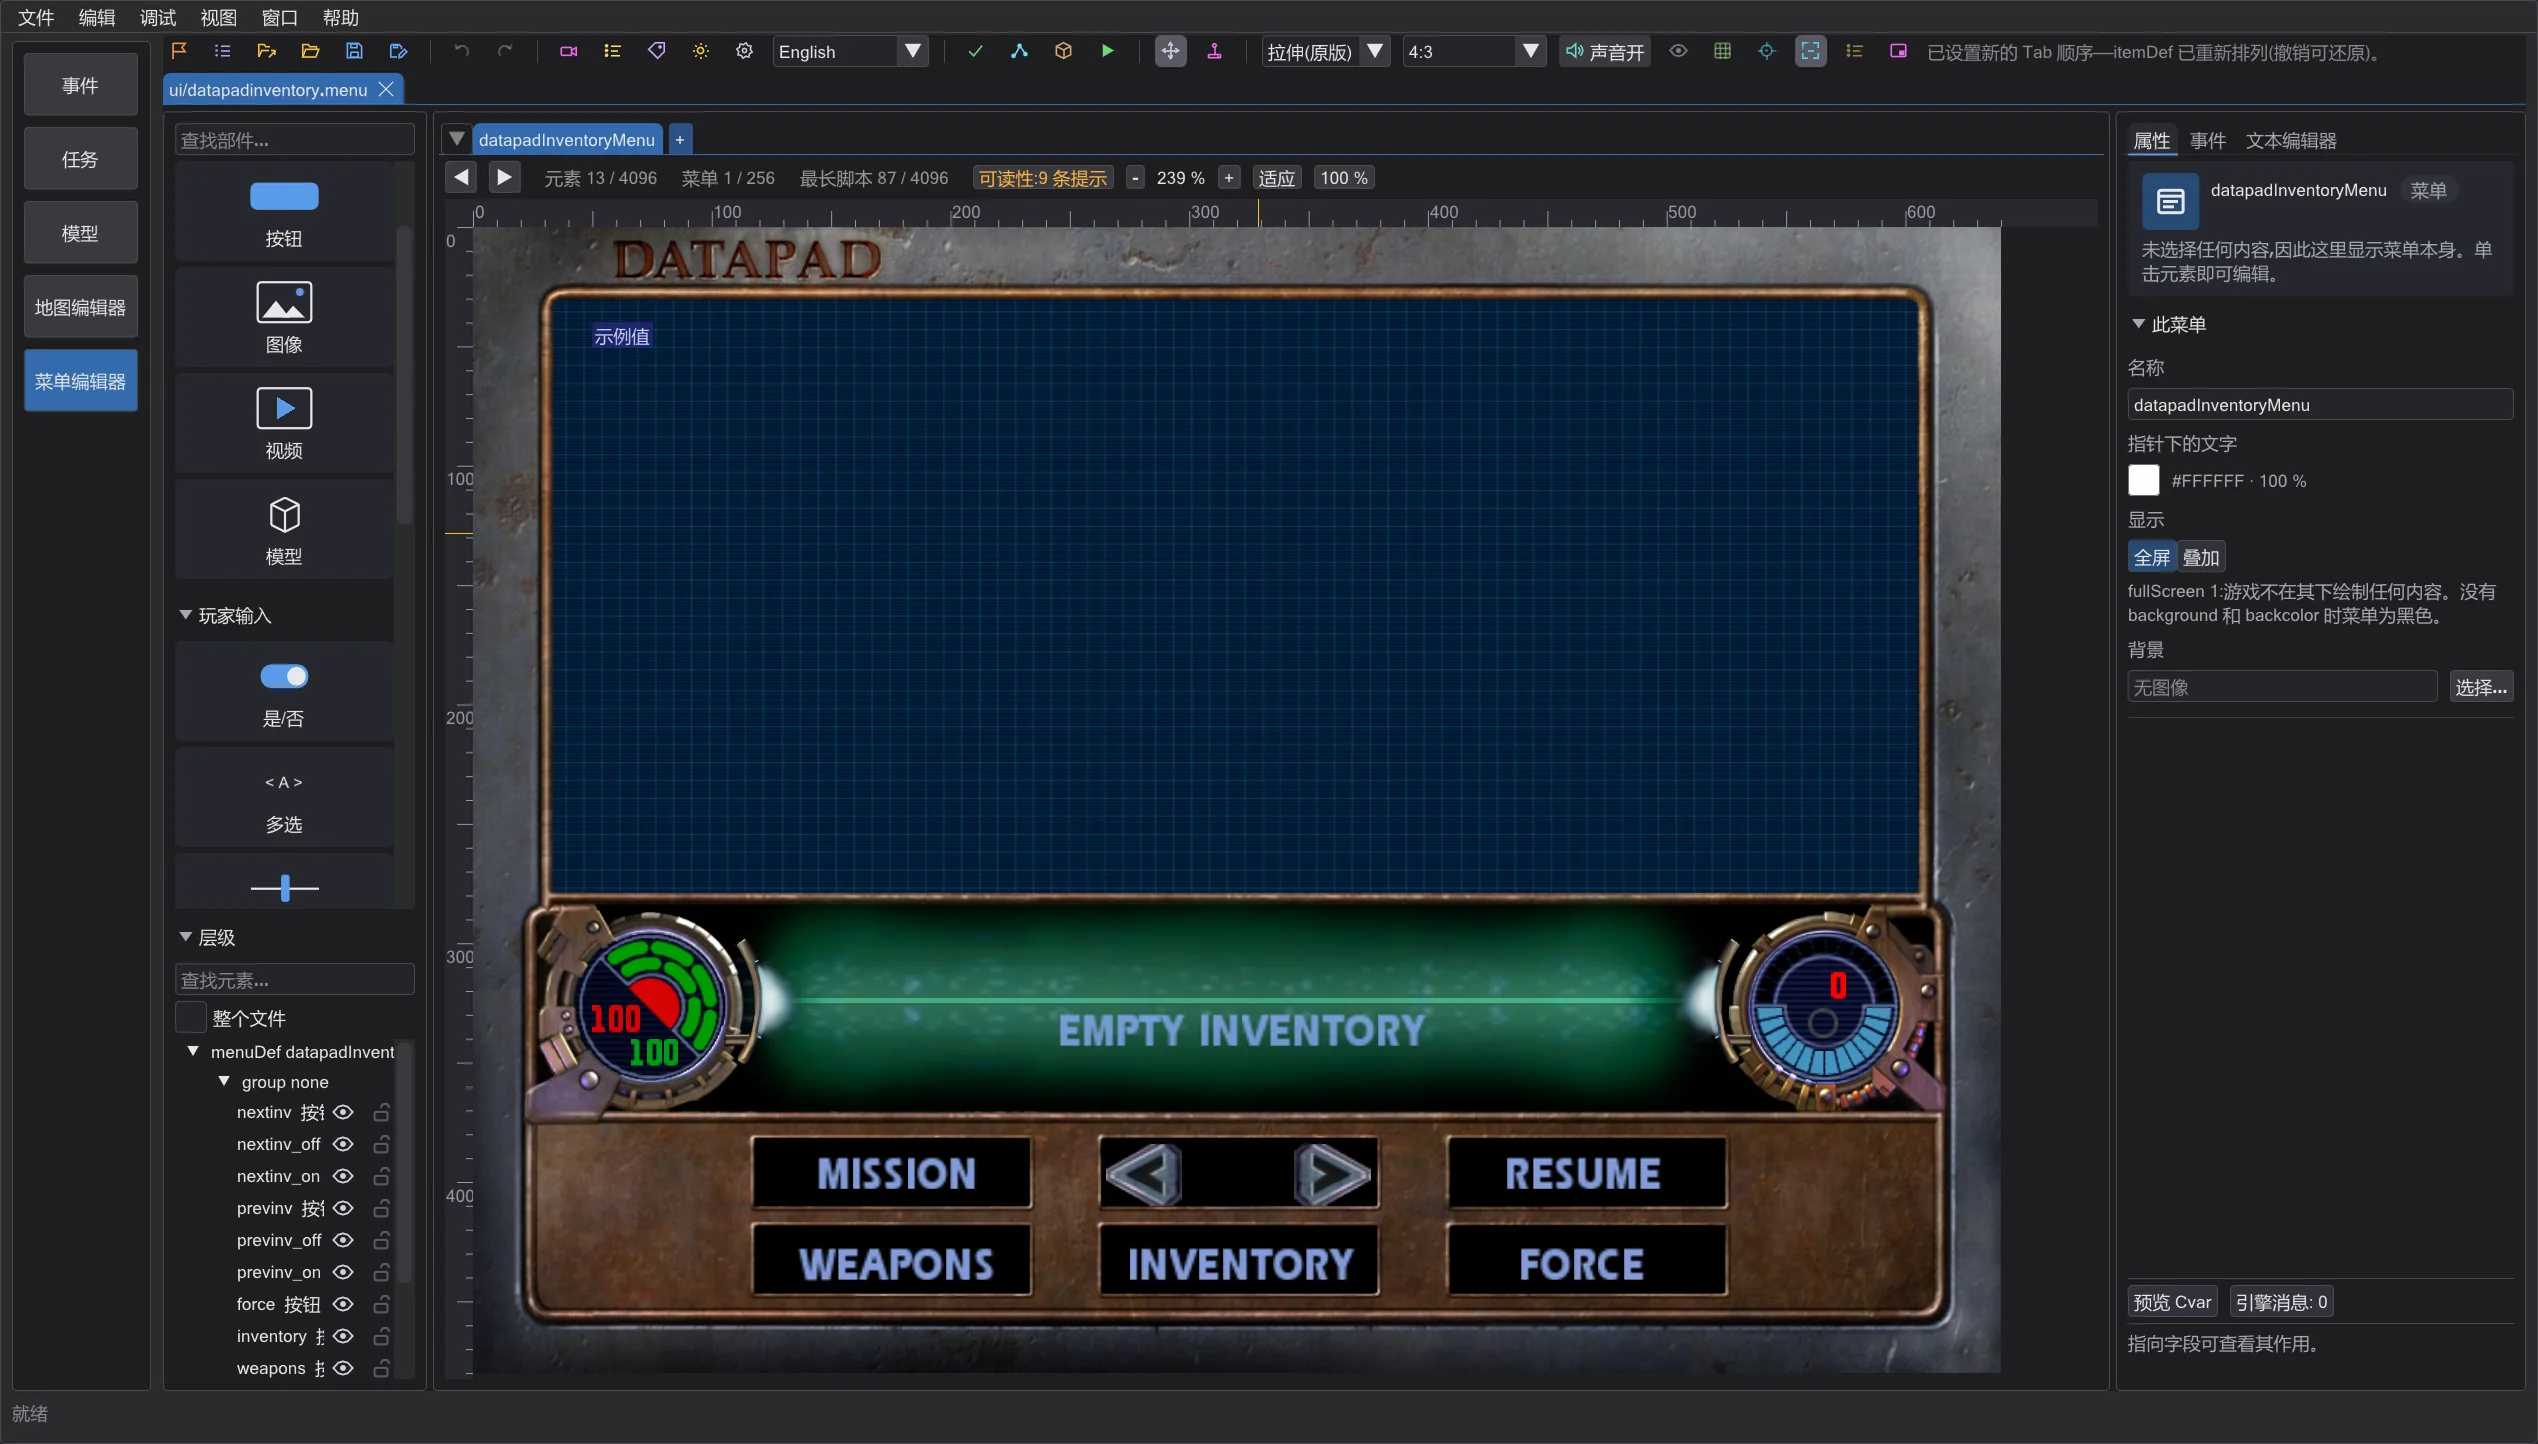 文件 编辑 调试 视图 窗口 帮助
English
拉伸(原版)
4:3
声音开
已设置新的 Tab 顺序—itemDef 已重新排列(撤销可还原)。
事件
任务
模型
地图编辑器
菜单编辑器
ui/datapadinventory.menu
查找部件...
按钮
图像
视频
模型
玩家输入
是/否
< A >
多选
层级
查找元素...
整个文件
menuDef datapadInvent
group none
nextinv
nextinv_off
nextinv_on
previnv
previnv_off
previnv_on
force 按钮
inventory
weapons
datapadInventoryMenu +
元素 13 / 4096 菜单 1 / 256 最长脚本 87 / 4096 可读性:9 条提示 - 239 % + 适应 100 %
0 100 200 300 400 500 600
0
100
200
300
400
DATAPAD
示例值
100
100
EMPTY INVENTORY
0
MISSION
RESUME
WEAPONS
INVENTORY
FORCE
属性 事件 文本编辑器
datapadInventoryMenu 菜单
未选择任何内容,因此这里显示菜单本身。单
击元素即可编辑。
此菜单
名称
datapadInventoryMenu
指针下的文字
#FFFFFF · 100 %
显示
全屏 叠加
fullScreen 1:游戏不在其下绘制任何内容。没有
background 和 backcolor 时菜单为黑色。
背景
无图像 选择...
预览 Cvar 引擎消息: 0
指向字段可查看其作用。
就绪